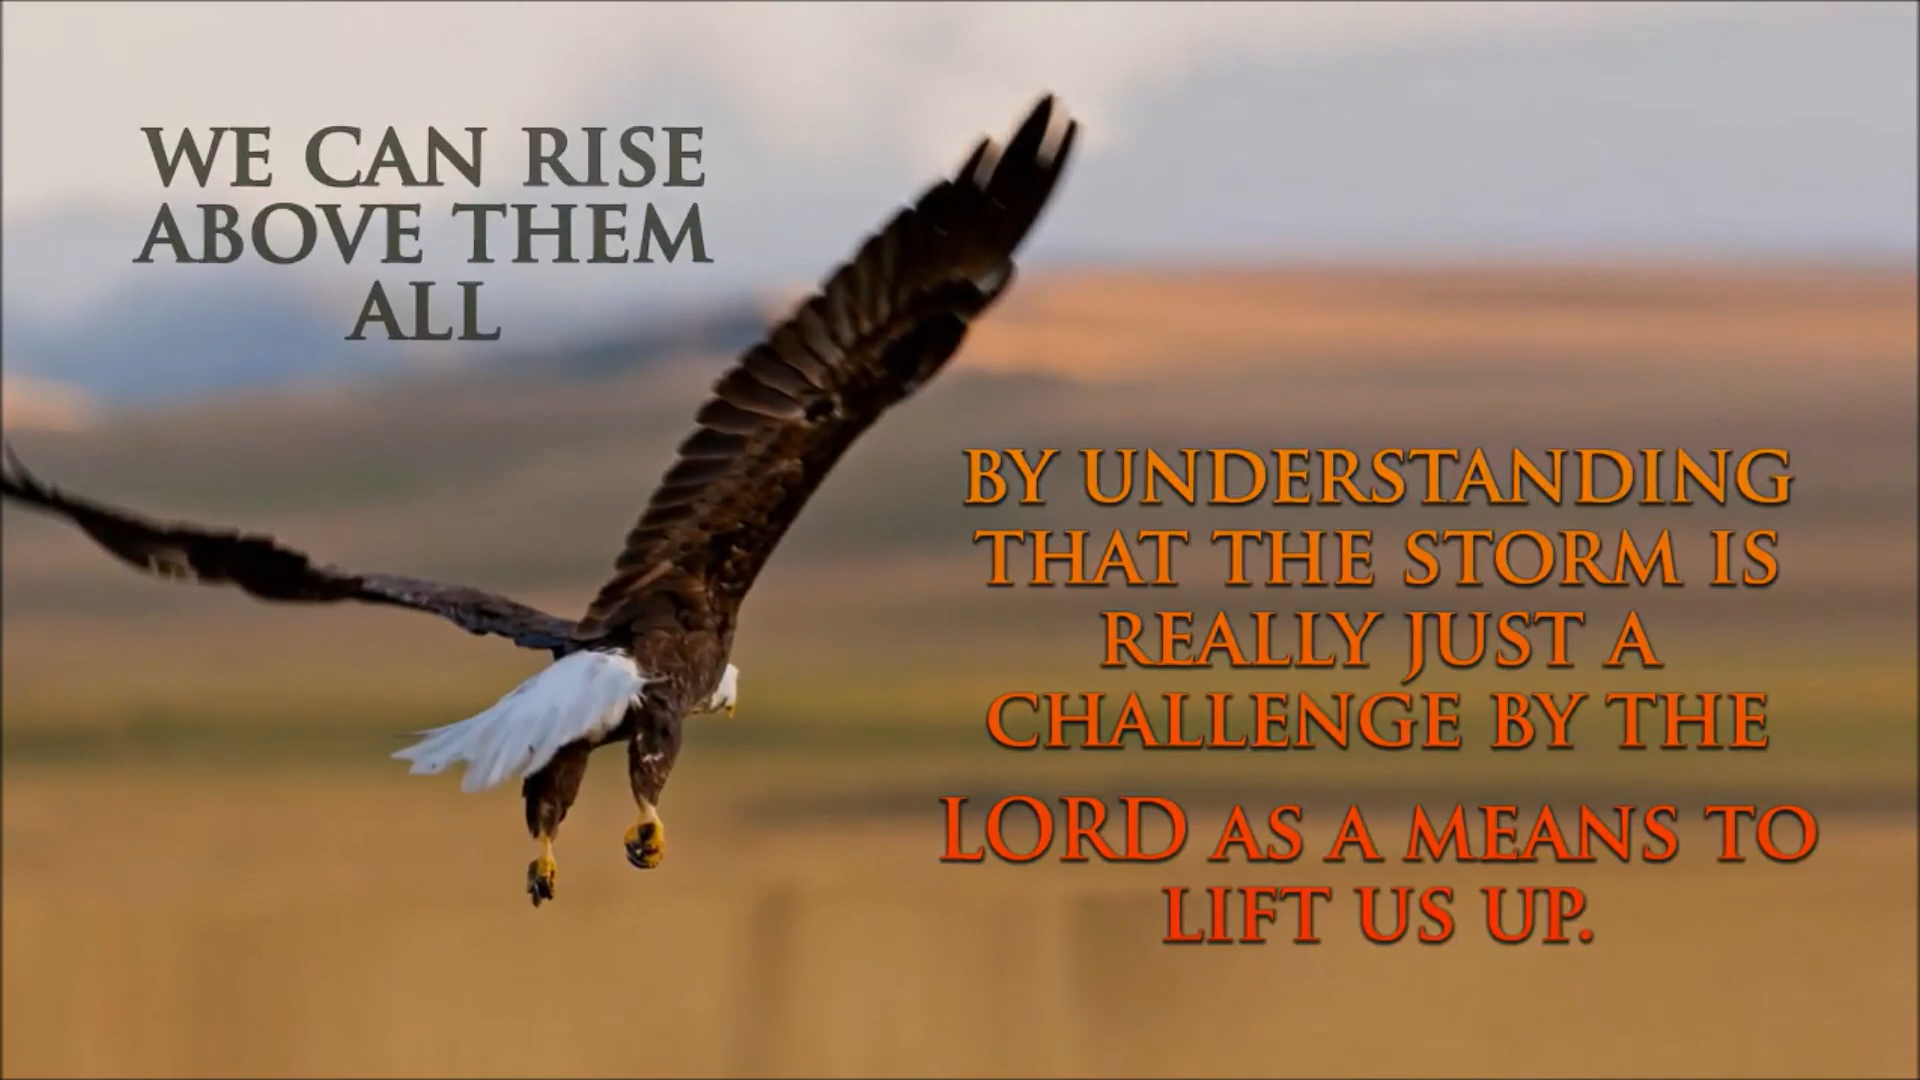 WE CAN RISE
ABOVE THEM
ALL
BY UNDERSTANDING
THAT THE STORM IS
REALLY JUST A
CHALLENGE BY THE
LORD AS A MEANS TO
LIFT US UP.